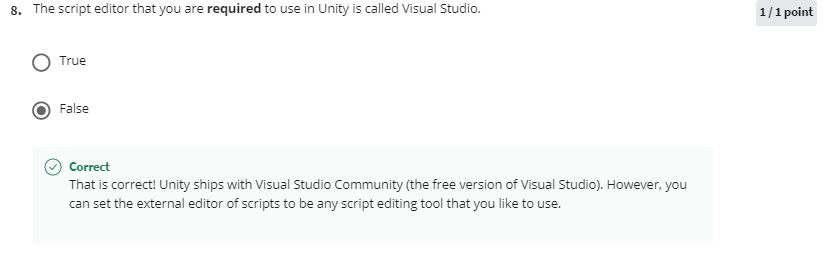 8. The script editor that you are required to use in Unity is called Visual Studio.
1 / 1 point
True
False
Correct
That is correct! Unity ships with Visual Studio Community (the free version of Visual Studio). However, you
can set the external editor of scripts to be any script editing tool that you like to use.